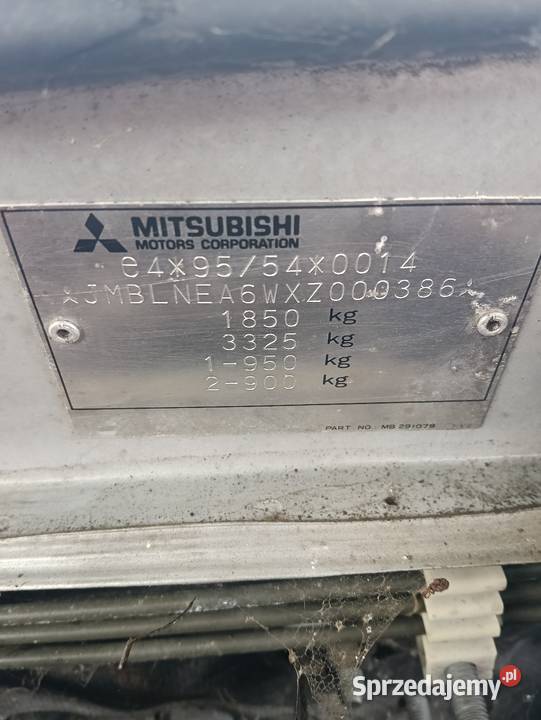 MITSUBISHI
MOTORS CORPORATION
e4*95/54*0014
*JMBLNEA6WXZ000386*
1850 kg
3325 kg
1-950 kg
2-900 kg
PART NO. MB 291078
Sprzedajemy.pl